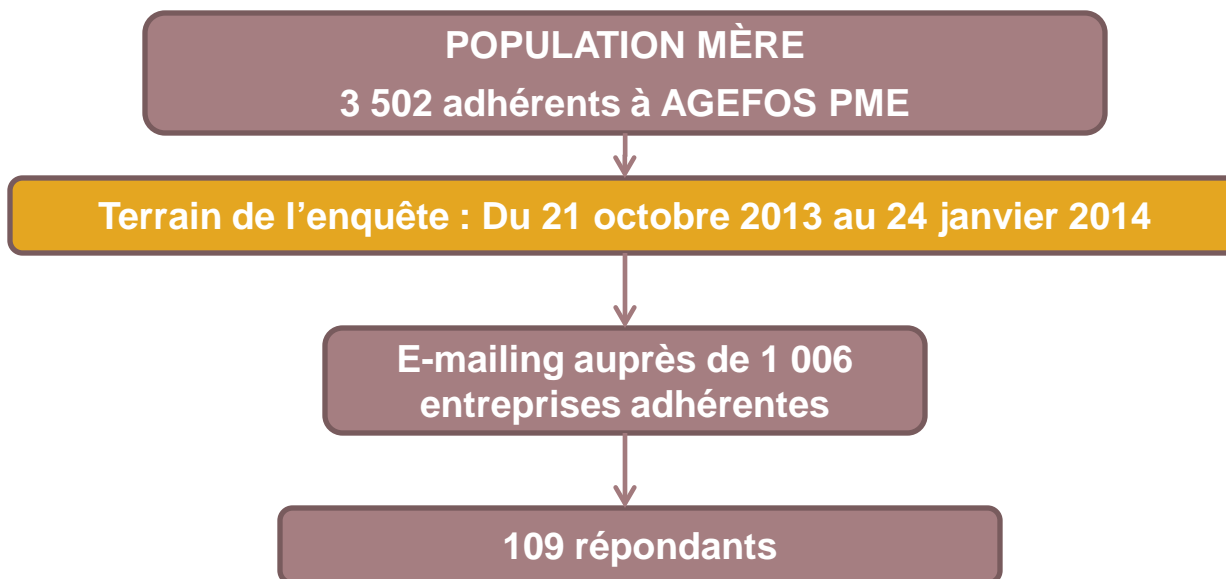 POPULATION MÈRE
3 502 adhérents à AGEFOS PME
Terrain de l’enquête : Du 21 octobre 2013 au 24 janvier 2014
E-mailing auprès de 1 006
entreprises adhérentes
109 répondants